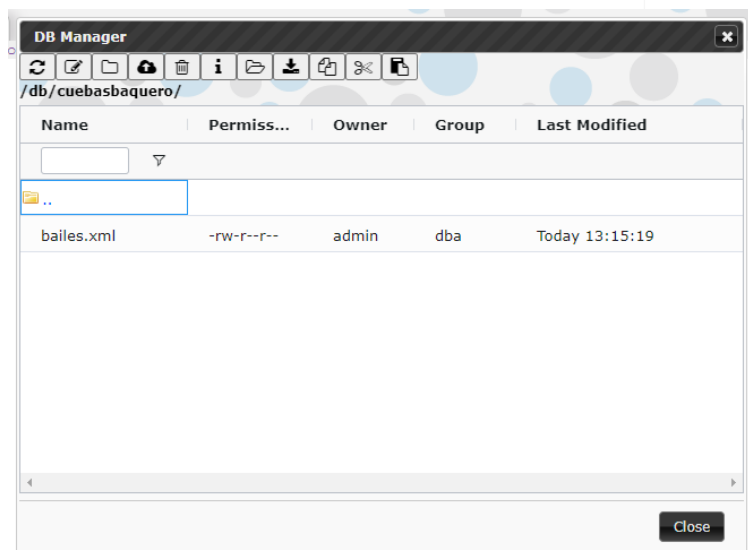 DB Manager
/db/cuebasbaquero/
Name Permiss... Owner Group Last Modified
..
bailes.xml -rw-r--r-- admin dba Today 13:15:19
Close